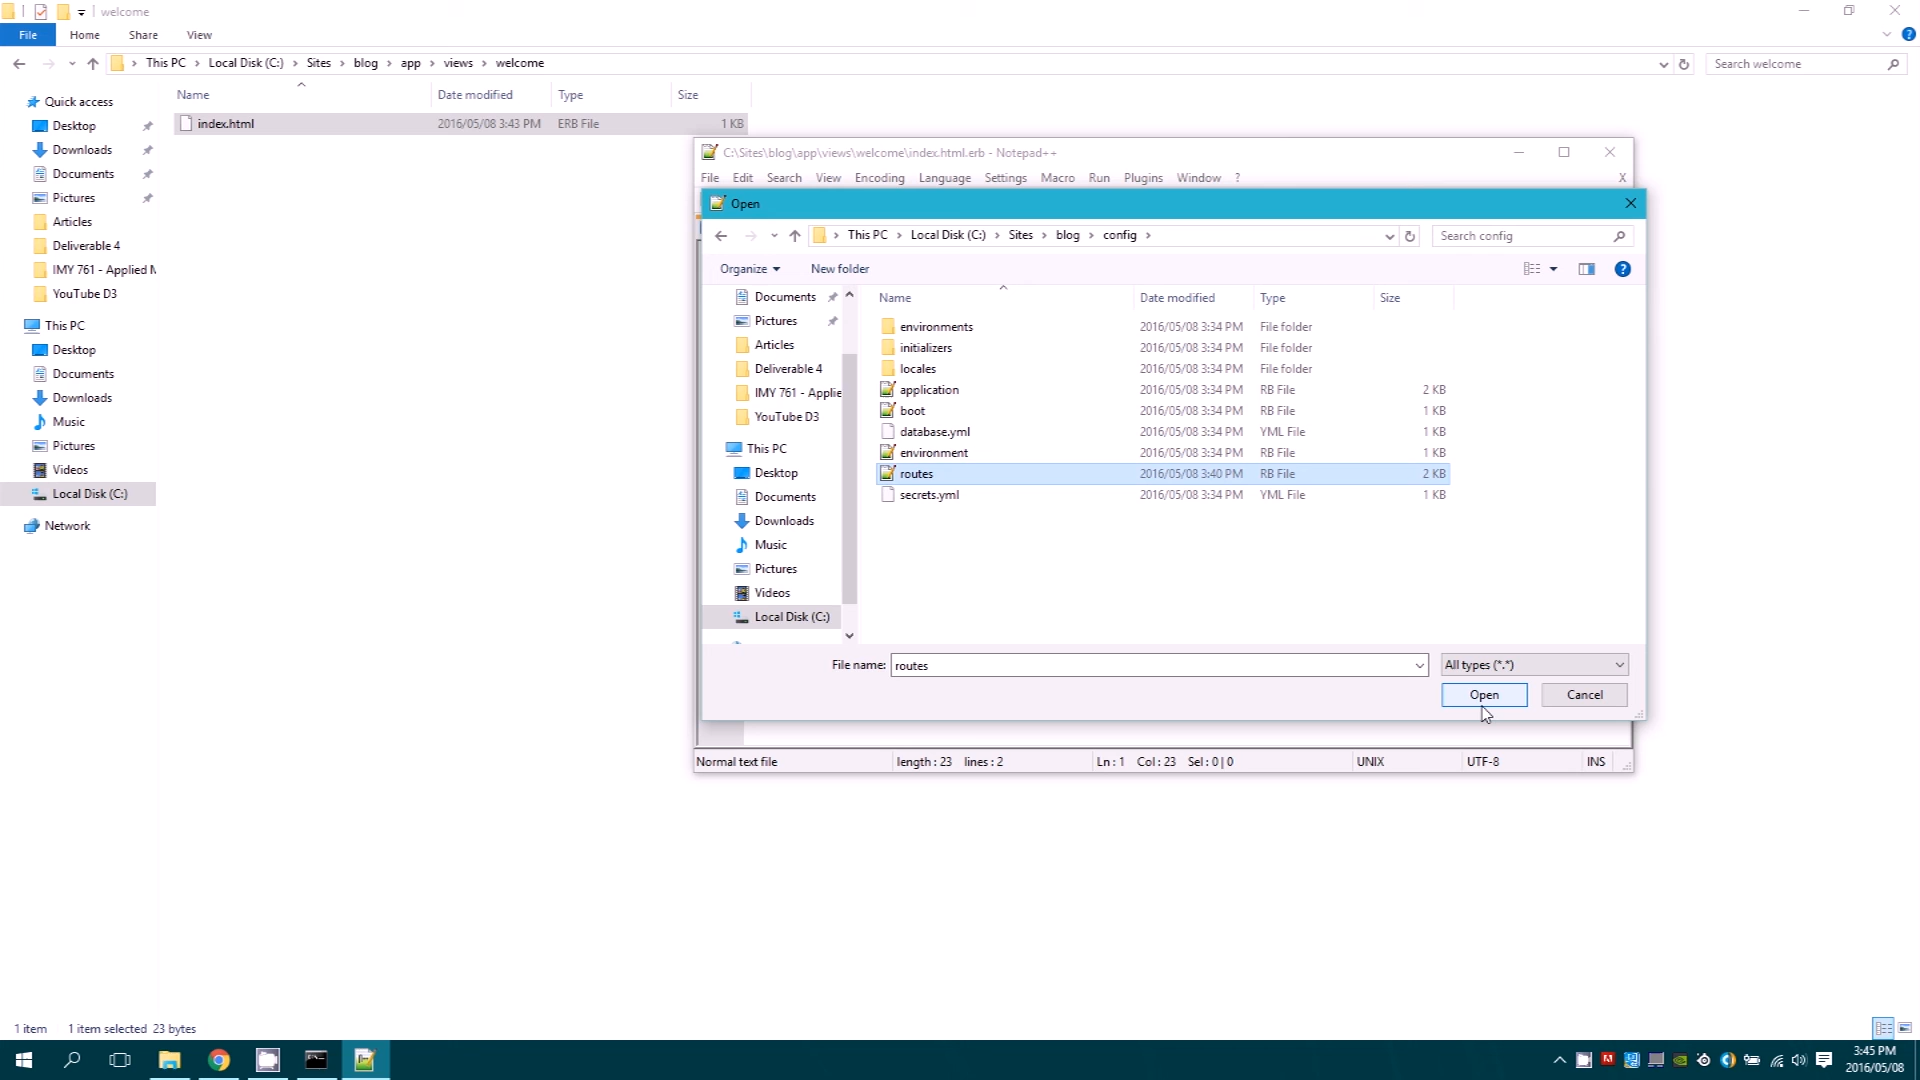 welcome
File Home Share View
This PC Local Disk (C:) Sites blog app views welcome
Search welcome
Name Date modified Type Size
index.html 2016/05/08 3:43 PM ERB File 1 KB
Quick access
Desktop
Downloads
Documents
Pictures
Articles
Deliverable 4
IMY 761 - Applied
YouTube D3
This PC
Desktop
Documents
Downloads
Music
Pictures
Videos
Local Disk (C:)
Network
C:\Sites\blog\app\views\welcome\index.html.erb - Notepad++
File Edit Search View Encoding Language Settings Macro Run Plugins Window ? X
Open
This PC Local Disk (C:) Sites blog config
Search config
Organize New folder
Documents
Pictures
Articles
Deliverable 4
IMY 761 - Applie
YouTube D3
This PC
Desktop
Documents
Downloads
Music
Pictures
Videos
Local Disk (C:)
Name Date modified Type Size
environments 2016/05/08 3:34 PM File folder
initializers 2016/05/08 3:34 PM File folder
locales 2016/05/08 3:34 PM File folder
application 2016/05/08 3:34 PM RB File 2 KB
boot 2016/05/08 3:34 PM RB File 1 KB
database.yml 2016/05/08 3:34 PM YML File 1 KB
environment 2016/05/08 3:34 PM RB File 1 KB
routes 2016/05/08 3:40 PM RB File 2 KB
secrets.yml 2016/05/08 3:34 PM YML File 1 KB
File name: routes All types (*.*)
Open Cancel
Normal text file length : 23 lines : 2 Ln : 1 Col : 23 Sel : 0 | 0 UNIX UTF-8 INS
1 item 1 item selected 23 bytes
3:45 PM
2016/05/08